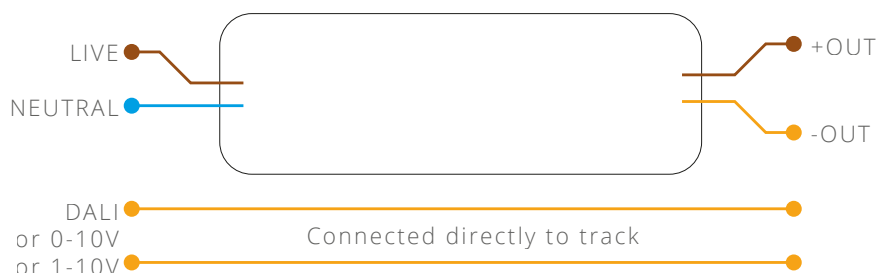 LIVE
+OUT
NEUTRAL
-OUT
DALI
or 0-10V
or 1-10V
Connected directly to track